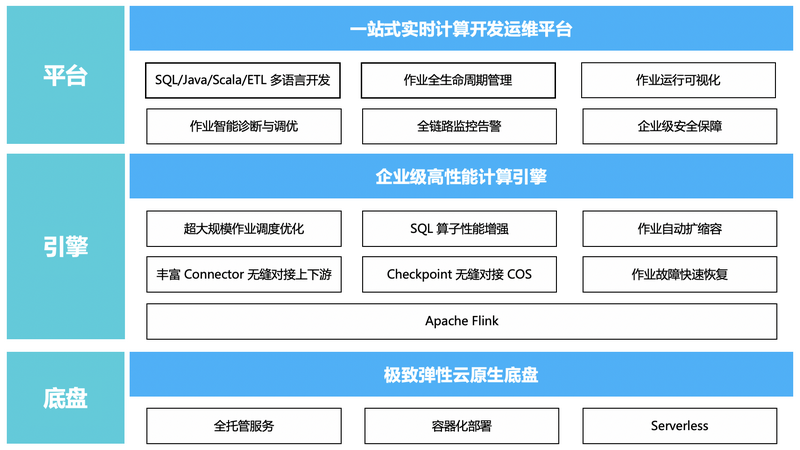 平台
一站式实时计算开发运维平台
SQL/Java/Scala/ETL 多语言开发
作业全生命周期管理
作业运行可视化
作业智能诊断与调优
全链路监控告警
企业级安全保障
引擎
企业级高性能计算引擎
超大规模作业调度优化
SQL 算子性能增强
作业自动扩缩容
丰富 Connector 无缝对接上下游
Checkpoint 无缝对接 COS
作业故障快速恢复
Apache Flink
底盘
极致弹性云原生底盘
全托管服务
容器化部署
Serverless